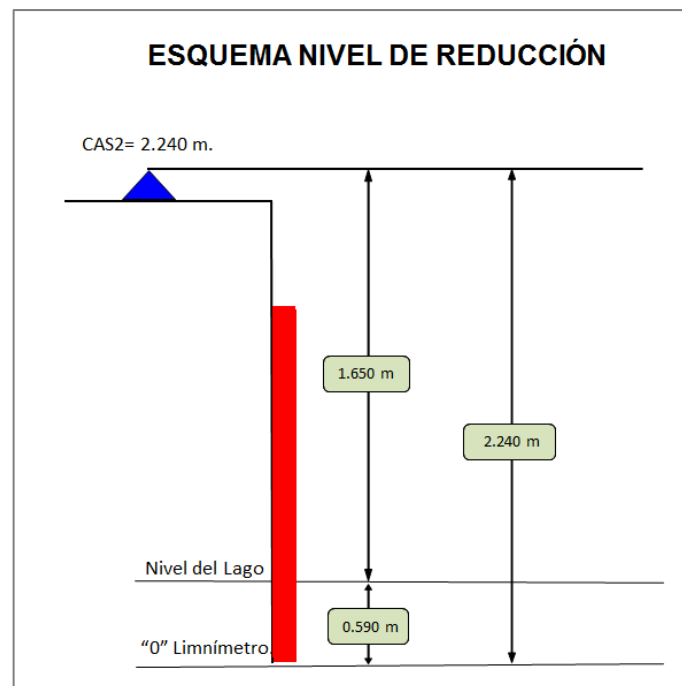 ESQUEMA NIVEL DE REDUCCIÓN
CAS2= 2.240 m.
1.650 m
2.240 m
Nivel del Lago
0.590 m
“0” Limnímetro.